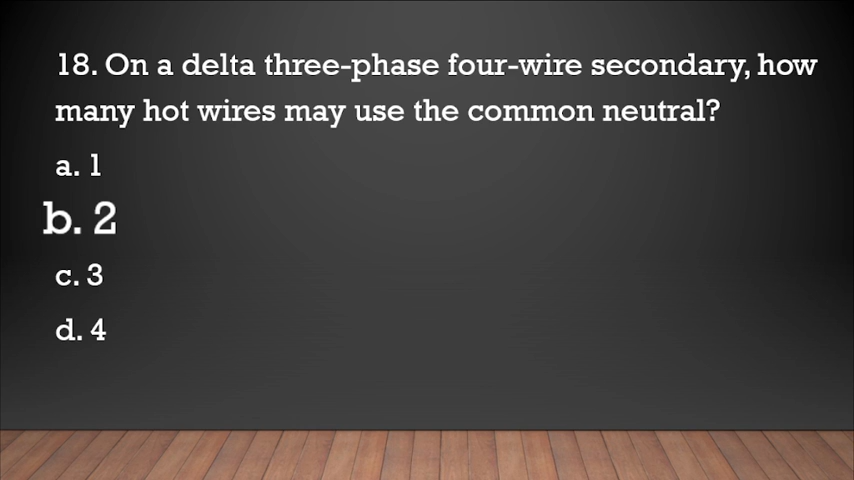 18. On a delta three-phase four-wire secondary, how
many hot wires may use the common neutral?
a. 1
b. 2
c. 3
d. 4